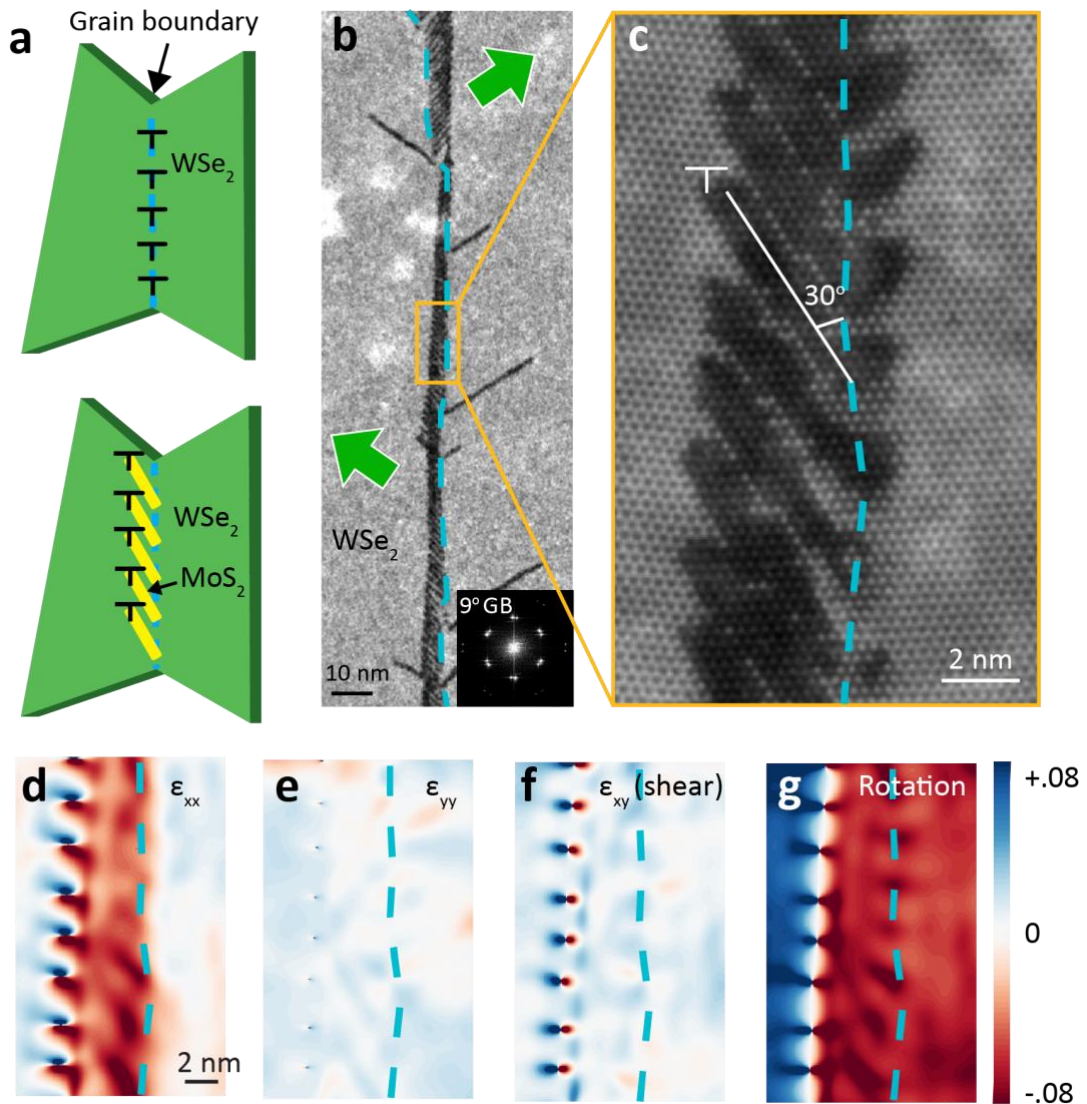 a
Grain boundary
WSe2
WSe2
MoS2
b
WSe2
9° GB
10 nm
c
30°
2 nm
d
εxx
2 nm
e
εyy
f
εxy (shear)
g
Rotation
+.08
0
-.08